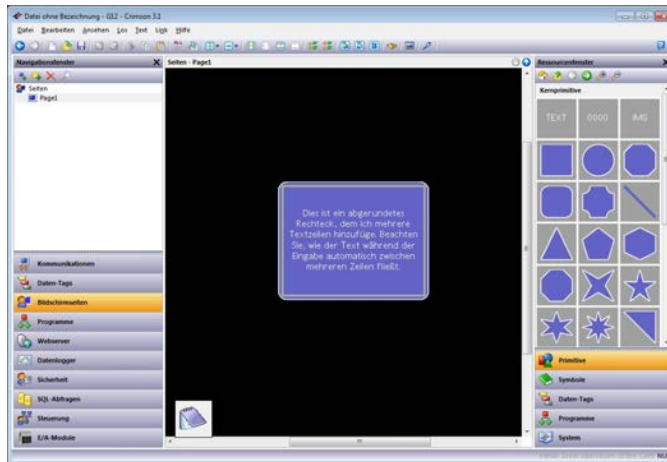 Datei ohne Bezeichnung - G12 - Crimson 3.1
Datei Bearbeiten Ansehen Los Text Link Hilfe
Navigationsfenster
Seiten - Page1
Ressourcenfenster
Seiten
Page1
Kernprimitive
TEXT 0000 IMG
Dies ist ein abgerundetes
Rechteck, dem ich mehrere
Textzeilen hinzufüge. Beachten
Sie, wie der Text während der
Eingabe automatisch zwischen
mehreren Zeilen fließt.
Kommunikationen
Daten-Tags
Bildschirmseiten
Programme
Webserver
Datenlogger
Sicherheit
SQL-Abfragen
Steuerung
E/A-Module
Primitive
Symbole
Daten-Tags
Programme
System